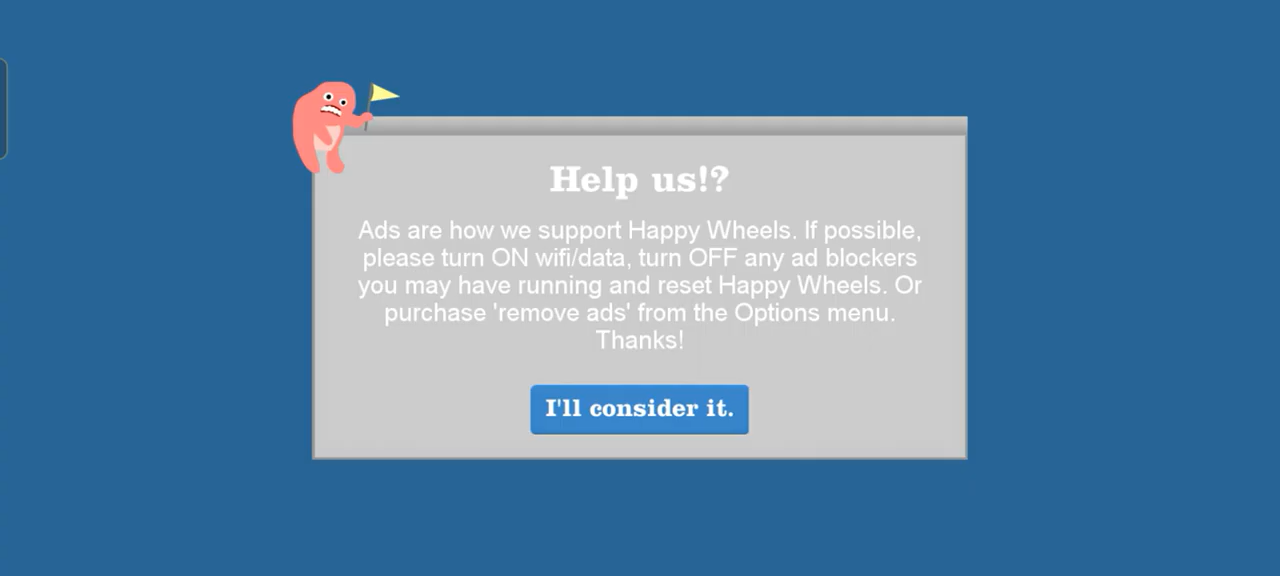 Help us!?
Ads are how we support Happy Wheels. If possible,
please turn ON wifi/data, turn OFF any ad blockers
you may have running and reset Happy Wheels. Or
purchase 'remove ads' from the Options menu.
Thanks!
I'll consider it.